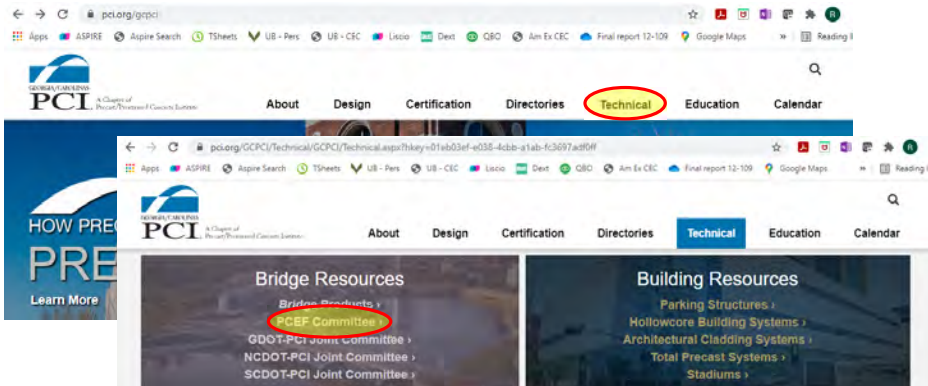 pci.org/gcpci
Apps ASPIRE Aspire Search TSheets UB - Pers UB - CEC Liscio Dext QBO Am Ex CEC Final report 12-109 Google Maps » Reading
GEORGIA/CAROLINAS
PCI A Chapter of
Precast/Prestressed Concrete Institute
About Design Certification Directories Technical Education Calendar
HOW PREC
PRE
Learn More
pci.org/GCPCI/Technical/GCPCI/Technical.aspx?hkey=01eb03ef-e038-4cbb-a1ab-fc3697adf0ff
Apps ASPIRE Aspire Search TSheets UB - Pers UB - CEC Liscio Dext QBO Am Ex CEC Final report 12-109 Google Maps » Reading
GEORGIA/CAROLINAS
PCI A Chapter of
Precast/Prestressed Concrete Institute
About Design Certification Directories Technical Education Calendar
Bridge Resources
Bridge Products ›
PCEF Committee ›
GDOT-PCI Joint Committee ›
NCDOT-PCI Joint Committee ›
SCDOT-PCI Joint Committee ›
Building Resources
Parking Structures ›
Hollowcore Building Systems ›
Architectural Cladding Systems ›
Total Precast Systems ›
Stadiums ›